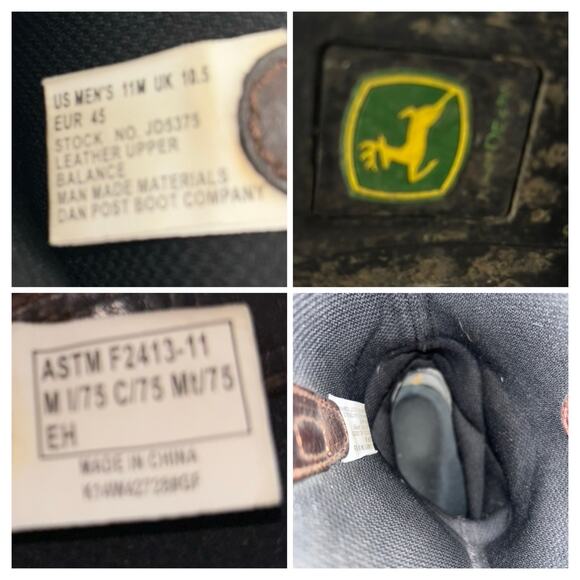 US MEN'S 11M UK 10.5
EUR 45
STOCK NO. JD5375
LEATHER UPPER
BALANCE
MAN MADE MATERIALS
DAN POST BOOT COMPANY
ASTM F2413-11
M I/75 C/75 Mt/75
EH
MADE IN CHINA